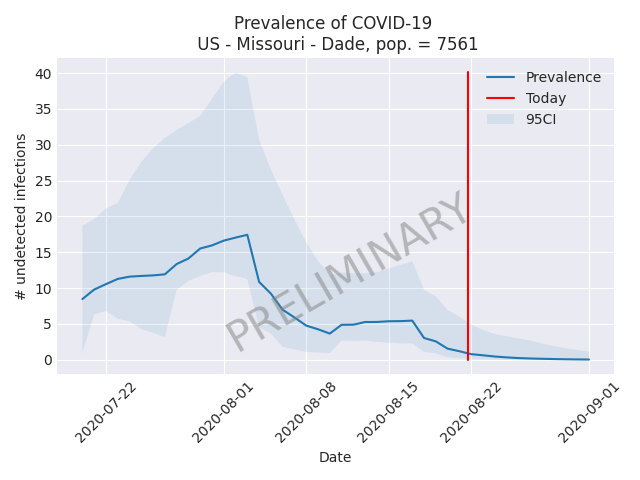 Prevalence of COVID-19
US - Missouri - Dade, pop. = 7561
# undetected infections
40
35
30
25
20
15
10
5
0
Prevalence
Today
95CI
PRELIMINARY
2020-07-22
2020-08-01
2020-08-08
2020-08-15
2020-08-22
2020-09-01
Date